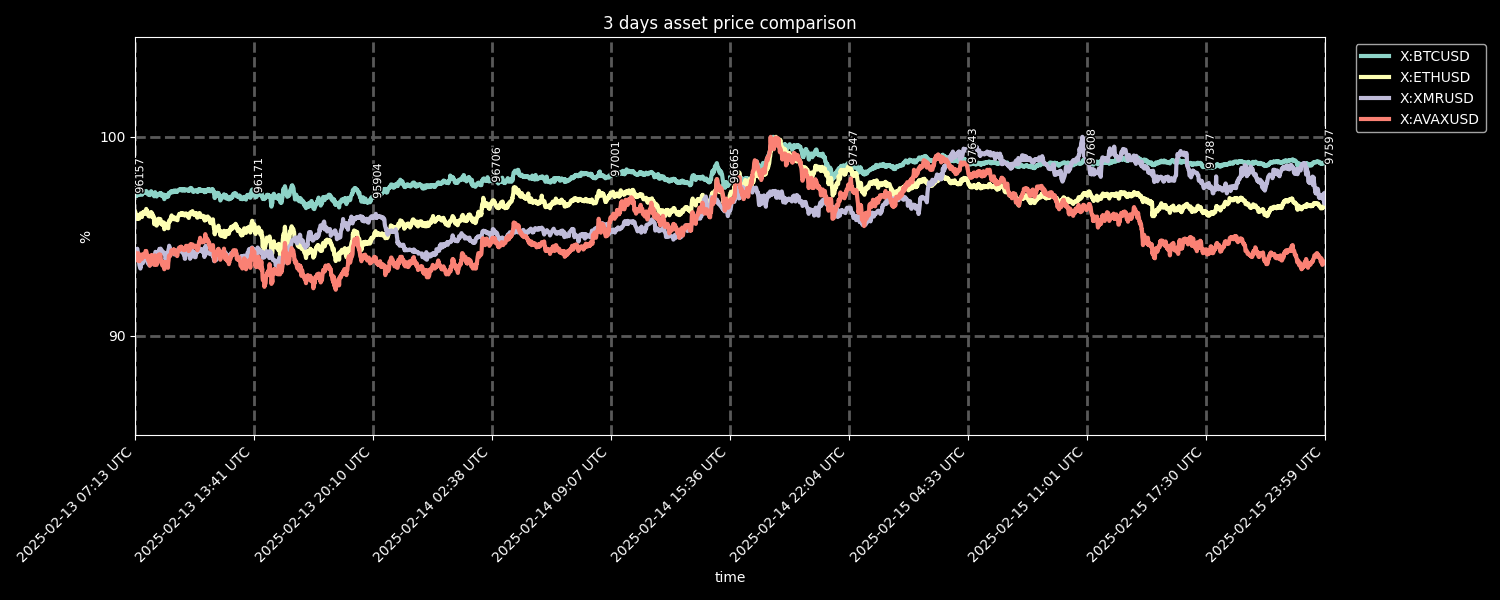 3 days asset price comparison
X:BTCUSD
X:ETHUSD
X:XMRUSD
X:AVAXUSD
100
90
%
96157
96171
95904
96706
97001
96665
97547
97643
97608
97387
97597
2025-02-13 07:13 UTC
2025-02-13 13:41 UTC
2025-02-13 20:10 UTC
2025-02-14 02:38 UTC
2025-02-14 09:07 UTC
2025-02-14 15:36 UTC
2025-02-14 22:04 UTC
2025-02-15 04:33 UTC
2025-02-15 11:01 UTC
2025-02-15 17:30 UTC
2025-02-15 23:59 UTC
time